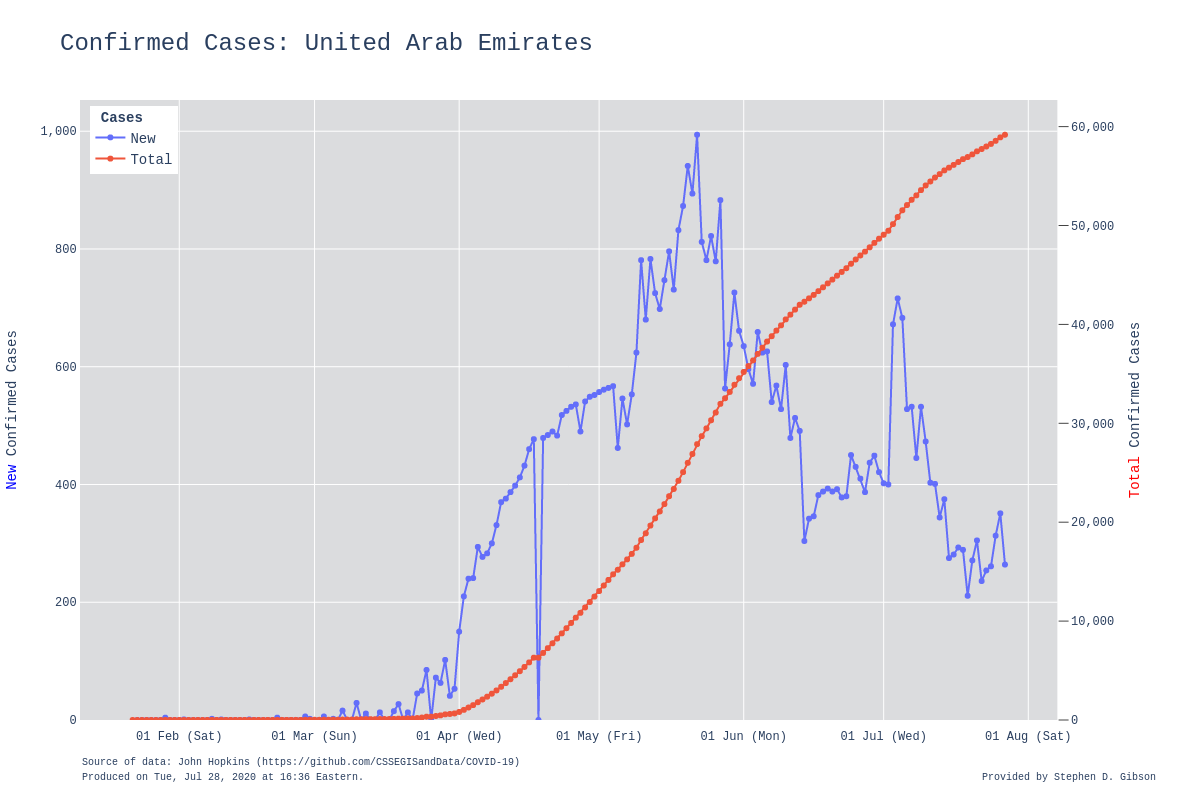 Confirmed Cases: United Arab Emirates
Cases
New
Total
1,000
800
600
400
200
0
60,000
50,000
40,000
30,000
20,000
10,000
0
New Confirmed Cases
Total Confirmed Cases
01 Feb (Sat)
01 Mar (Sun)
01 Apr (Wed)
01 May (Fri)
01 Jun (Mon)
01 Jul (Wed)
01 Aug (Sat)
Source of data: John Hopkins (https://github.com/CSSEGISandData/COVID-19)
Produced on Tue, Jul 28, 2020 at 16:36 Eastern.
Provided by Stephen D. Gibson